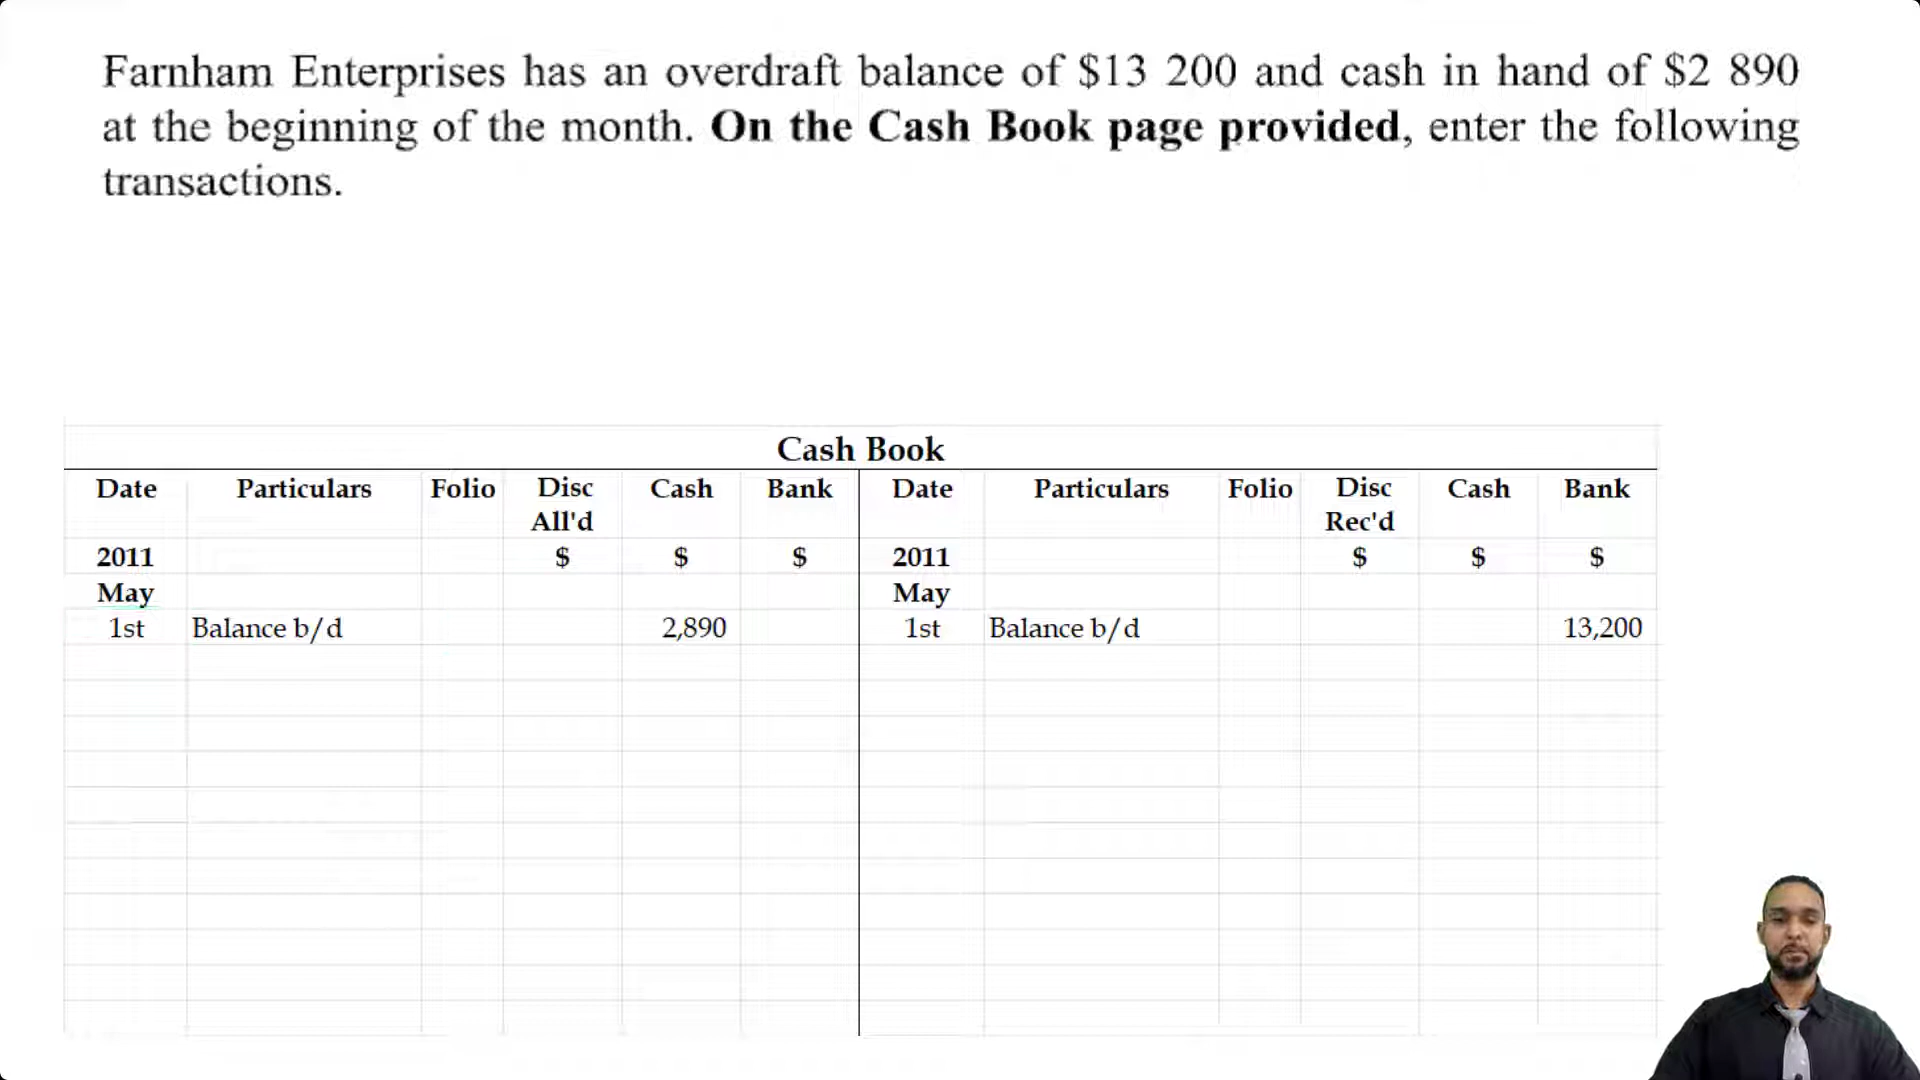 Farnham Enterprises has an overdraft balance of $13 200 and cash in hand of $2 890
at the beginning of the month. On the Cash Book page provided, enter the following
transactions.
Cash Book
Date Particulars Folio Disc Cash Bank Date Particulars Folio Disc Cash Bank
All'd Rec'd
2011 $ $ $ 2011 $ $ $
May May
1st Balance b/d 2,890 1st Balance b/d 13,200